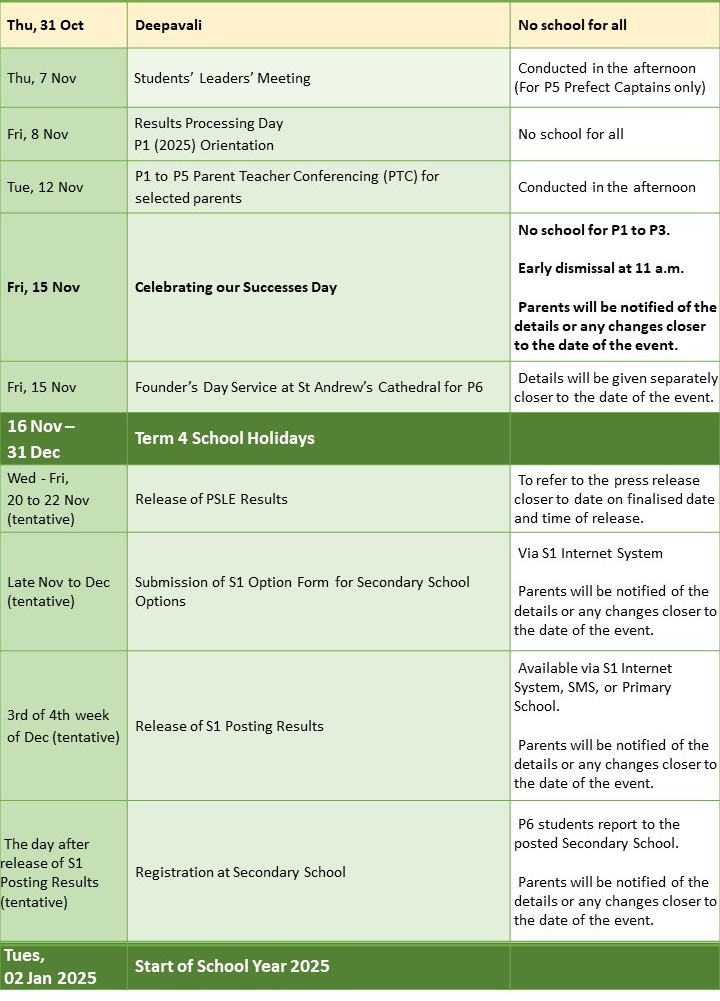 Thu, 31 Oct
Deepavali
No school for all
Thu, 7 Nov
Students' Leaders' Meeting
Conducted in the afternoon
(For P5 Prefect Captains only)
Fri, 8 Nov
Results Processing Day
P1 (2025) Orientation
No school for all
Tue, 12 Nov
P1 to P5 Parent Teacher Conferencing (PTC) for
selected parents
Conducted in the afternoon
Fri, 15 Nov
Celebrating our Successes Day
No school for P1 to P3.
Early dismissal at 11 a.m.
Parents will be notified of the
details or any changes closer
to the date of the event.
Fri, 15 Nov
Founder's Day Service at St Andrew's Cathedral for P6
Details will be given separately
closer to the date of the event.
16 Nov –
31 Dec
Term 4 School Holidays
Wed - Fri,
20 to 22 Nov
(tentative)
Release of PSLE Results
To refer to the press release
closer to date on finalised date
and time of release.
Late Nov to Dec
(tentative)
Submission of S1 Option Form for Secondary School
Options
Via S1 Internet System
Parents will be notified of the
details or any changes closer to
the date of the event.
3rd of 4th week
of Dec (tentative)
Release of S1 Posting Results
Available via S1 Internet
System, SMS, or Primary
School.
Parents will be notified of the
details or any changes closer to
the date of the event.
The day after
release of S1
Posting Results
(tentative)
Registration at Secondary School
P6 students report to the
posted Secondary School.
Parents will be notified of the
details or any changes closer to
the date of the event.
Tues,
02 Jan 2025
Start of School Year 2025